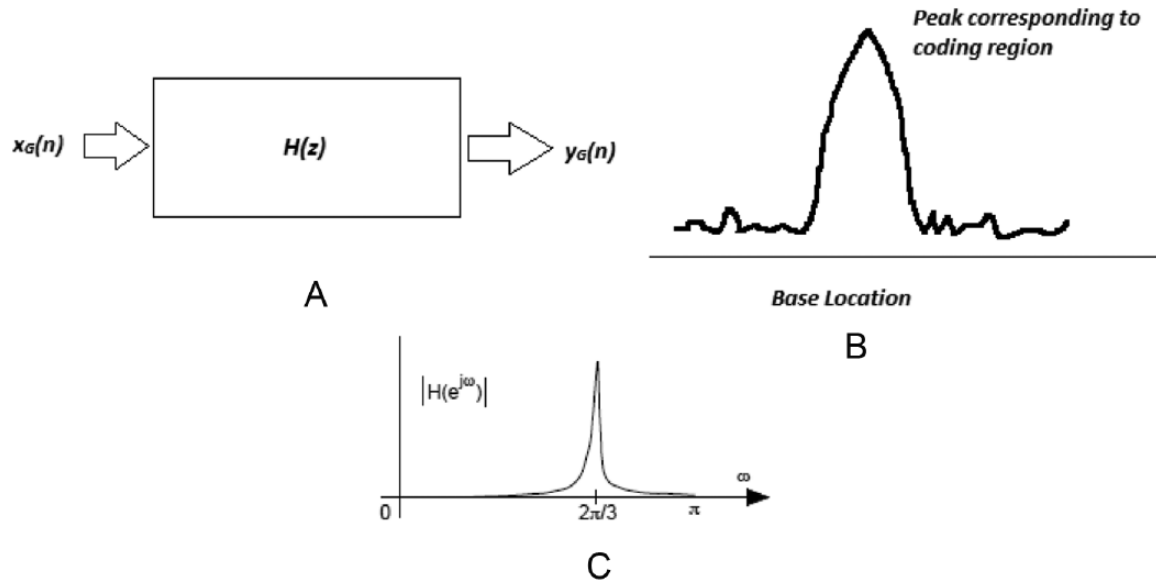 x_G(n)
H(z)
y_G(n)
A
Peak corresponding to
coding region
Base Location
B
|H(e^jω)|
ω
0
2π/3
π
C